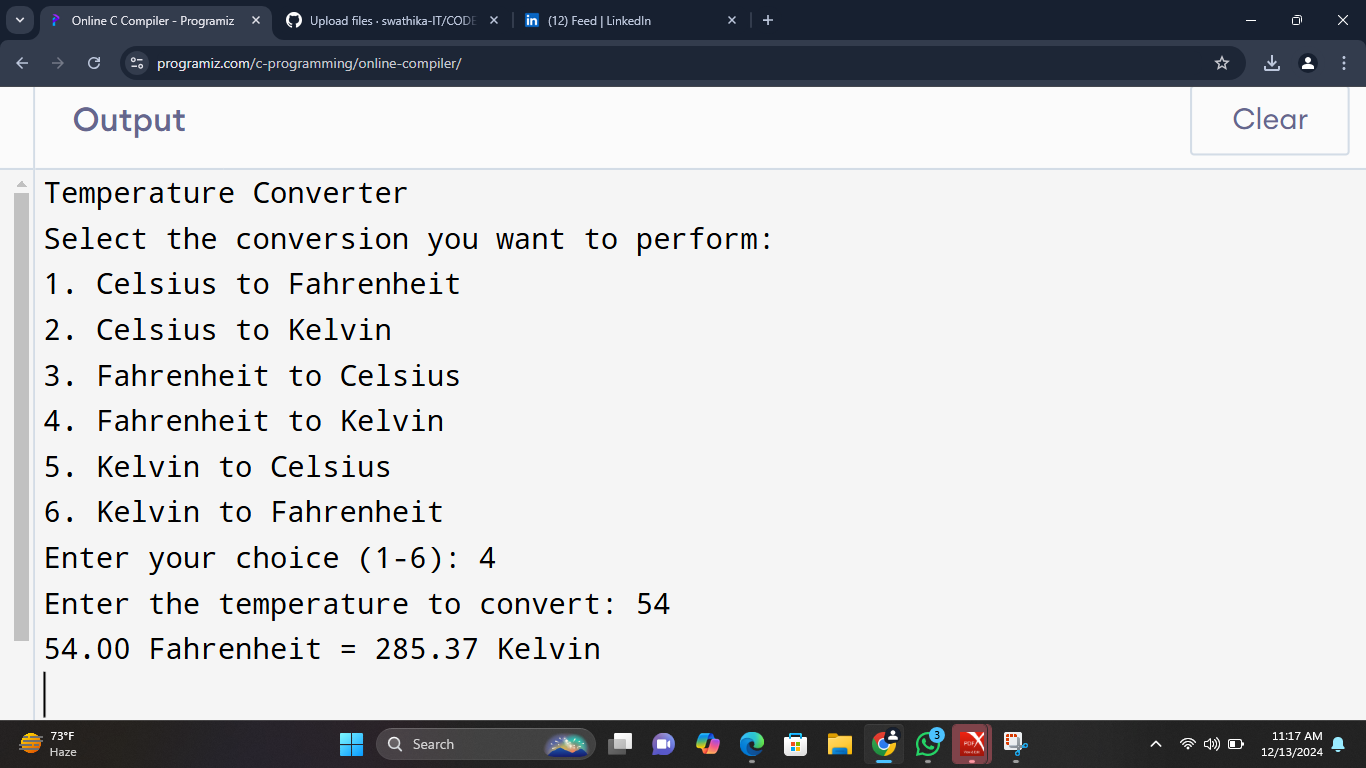 Online C Compiler - Programiz
Upload files · swathika-IT/CODE
(12) Feed | LinkedIn
programiz.com/c-programming/online-compiler/
Output
Clear
Temperature Converter
Select the conversion you want to perform:
1. Celsius to Fahrenheit
2. Celsius to Kelvin
3. Fahrenheit to Celsius
4. Fahrenheit to Kelvin
5. Kelvin to Celsius
6. Kelvin to Fahrenheit
Enter your choice (1-6): 4
Enter the temperature to convert: 54
54.00 Fahrenheit = 285.37 Kelvin
73°F
Haze
Search
3
PDF
11:17 AM
12/13/2024